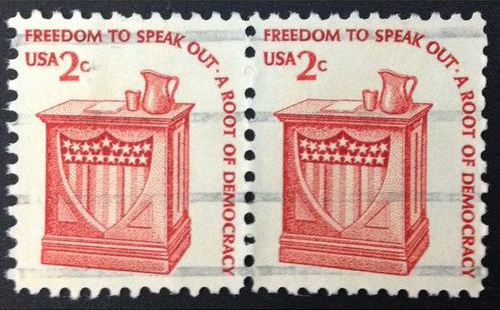 FREEDOM TO SPEAK OUT · A ROOT OF DEMOCRACY
USA 2c
FREEDOM TO SPEAK OUT · A ROOT OF DEMOCRACY
USA 2c